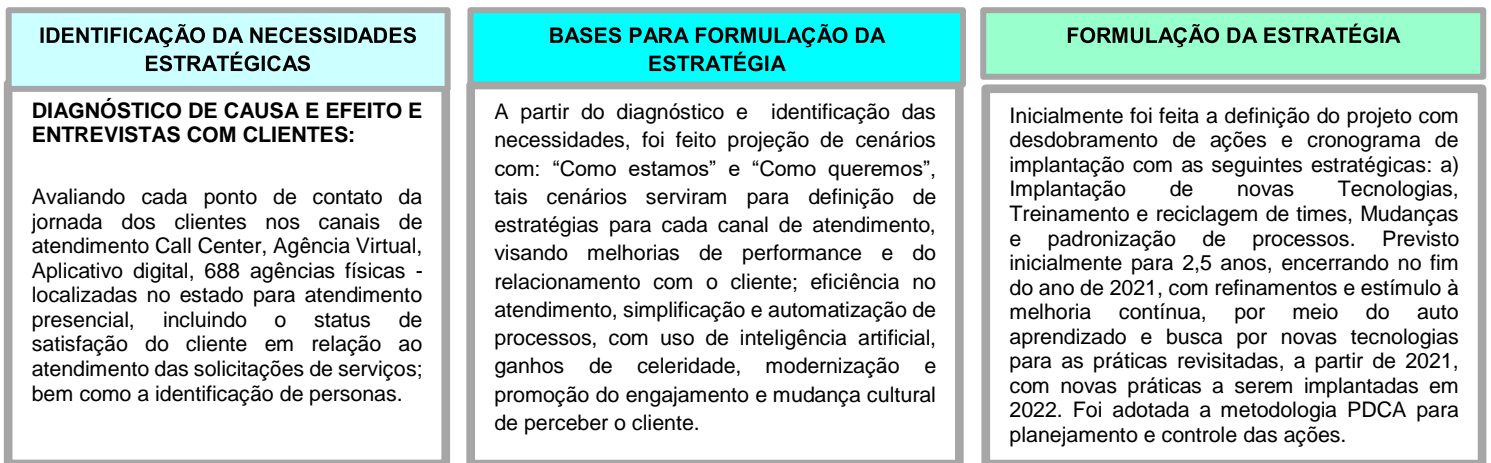 IDENTIFICAÇÃO DA NECESSIDADES
ESTRATÉGICAS
DIAGNÓSTICO DE CAUSA E EFEITO E
ENTREVISTAS COM CLIENTES:
Avaliando cada ponto de contato da
jornada dos clientes nos canais de
atendimento Call Center, Agência Virtual,
Aplicativo digital, 688 agências físicas -
localizadas no estado para atendimento
presencial, incluindo o status de
satisfação do cliente em relação ao
atendimento das solicitações de serviços;
bem como a identificação de personas.
BASES PARA FORMULAÇÃO DA
ESTRATÉGIA
A partir do diagnóstico e identificação das
necessidades, foi feito projeção de cenários
com: “Como estamos” e “Como queremos”,
tais cenários serviram para definição de
estratégias para cada canal de atendimento,
visando melhorias de performance e do
relacionamento com o cliente; eficiência no
atendimento, simplificação e automatização de
processos, com uso de inteligência artificial,
ganhos de celeridade, modernização e
promoção do engajamento e mudança cultural
de perceber o cliente.
FORMULAÇÃO DA ESTRATÉGIA
Inicialmente foi feita a definição do projeto com
desdobramento de ações e cronograma de
implantação com as seguintes estratégicas: a)
Implantação de novas Tecnologias,
Treinamento e reciclagem de times, Mudanças
e padronização de processos. Previsto
inicialmente para 2,5 anos, encerrando no fim
do ano de 2021, com refinamentos e estímulo à
melhoria contínua, por meio do auto
aprendizado e busca por novas tecnologias
para as práticas revisitadas, a partir de 2021,
com novas práticas a serem implantadas em
2022. Foi adotada a metodologia PDCA para
planejamento e controle das ações.